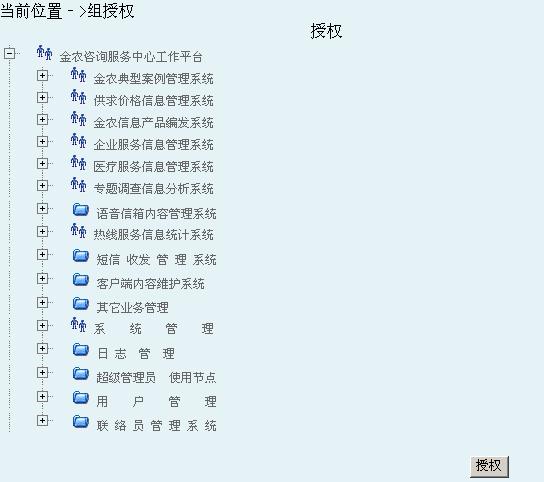 当前位置－>组授权
授权
金农咨询服务中心工作平台
金农典型案例管理系统
供求价格信息管理系统
金农信息产品编发系统
企业服务信息管理系统
医疗服务信息管理系统
专题调查信息分析系统
语音信箱内容管理系统
热线服务信息统计系统
短信 收发 管 理 系统
客户端内容维护系统
其它业务管理
系 统 管 理
日 志 管 理
超级管理员 使用节点
用 户 管 理
联 络 员 管 理 系 统
授权